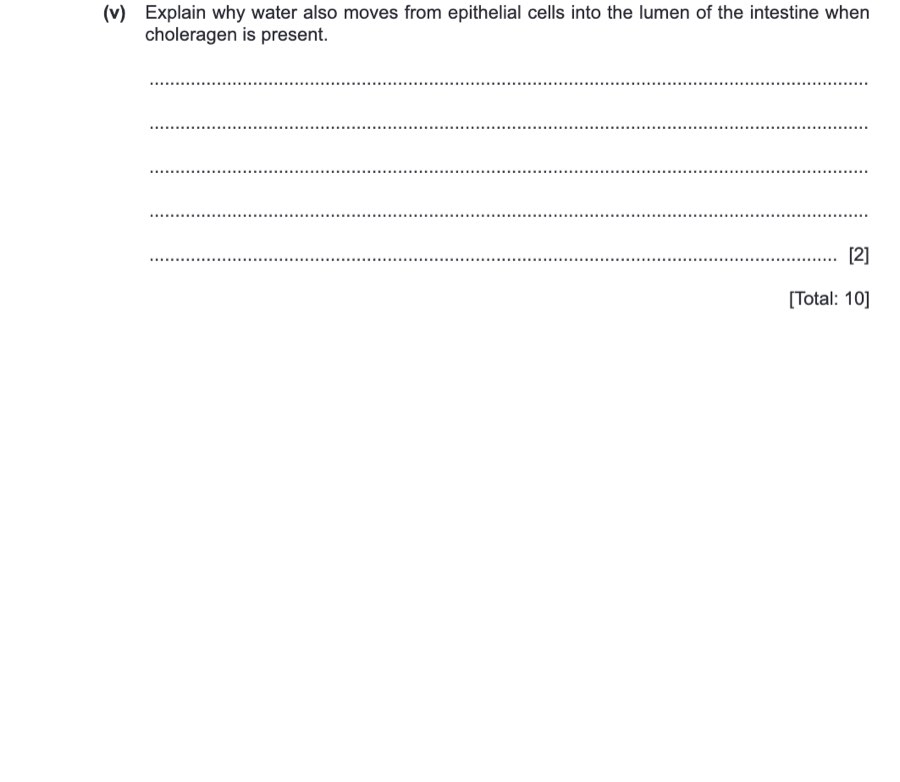 (v) Explain why water also moves from epithelial cells into the lumen of the intestine when
choleragen is present.
[2]
[Total: 10]